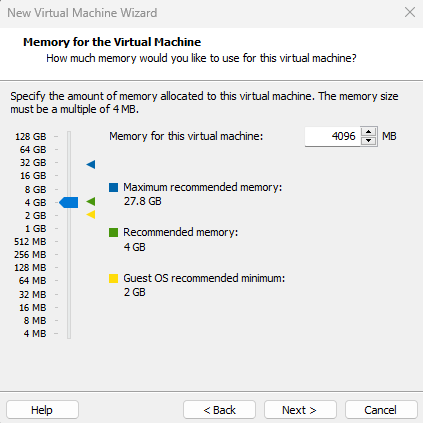 New Virtual Machine Wizard
Memory for the Virtual Machine
How much memory would you like to use for this virtual machine?
Specify the amount of memory allocated to this virtual machine. The memory size
must be a multiple of 4 MB.
Memory for this virtual machine: 4096 MB
128 GB
64 GB
32 GB
16 GB
8 GB
4 GB
2 GB
1 GB
512 MB
256 MB
128 MB
64 MB
32 MB
16 MB
8 MB
4 MB
Maximum recommended memory:
27.8 GB
Recommended memory:
4 GB
Guest OS recommended minimum:
2 GB
Help < Back Next > Cancel